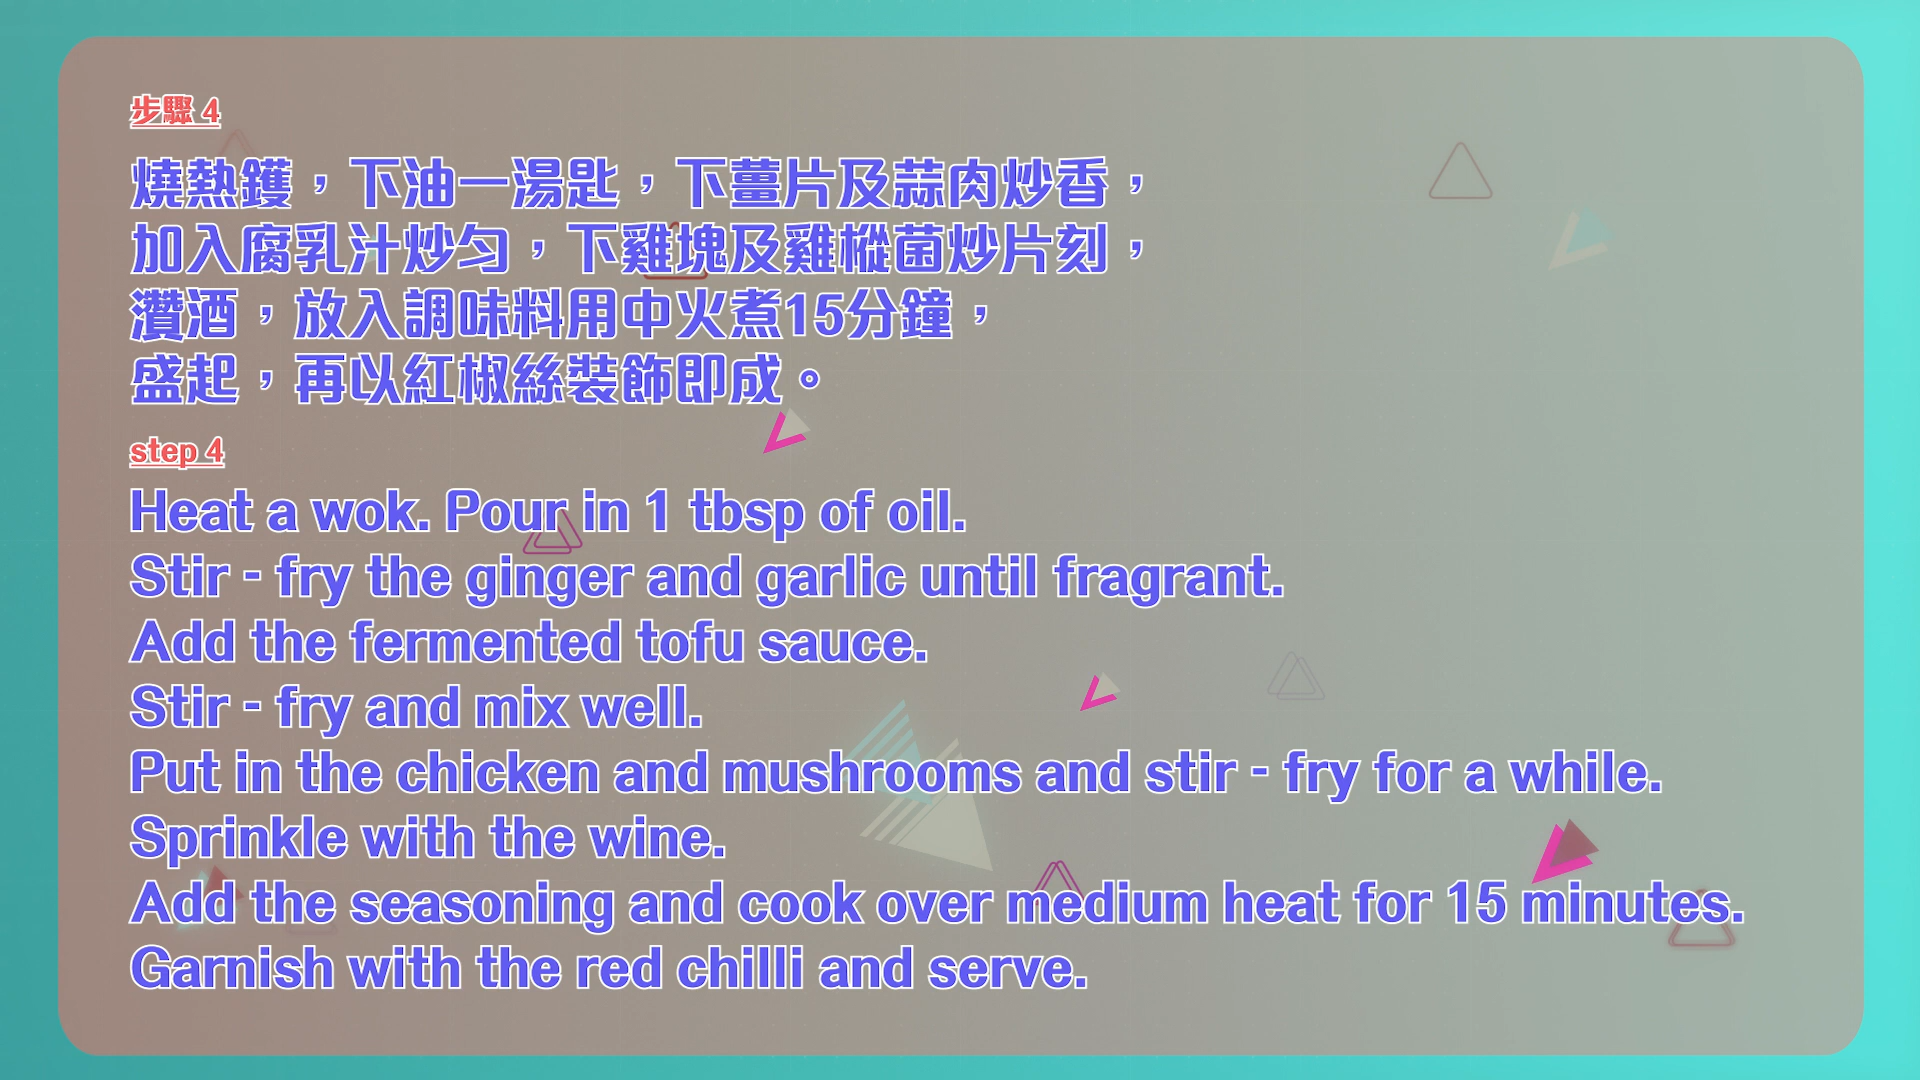 步驟 4
燒熱鑊，下油一湯匙，下薑片及蒜肉炒香，
加入腐乳汁炒勻，下雞塊及雞樅菌炒片刻，
灒酒，放入調味料用中火煮15分鐘，
盛起，再以紅椒絲裝飾即成。
step 4
Heat a wok. Pour in 1 tbsp of oil.
Stir - fry the ginger and garlic until fragrant.
Add the fermented tofu sauce.
Stir - fry and mix well.
Put in the chicken and mushrooms and stir - fry for a while.
Sprinkle with the wine.
Add the seasoning and cook over medium heat for 15 minutes.
Garnish with the red chilli and serve.